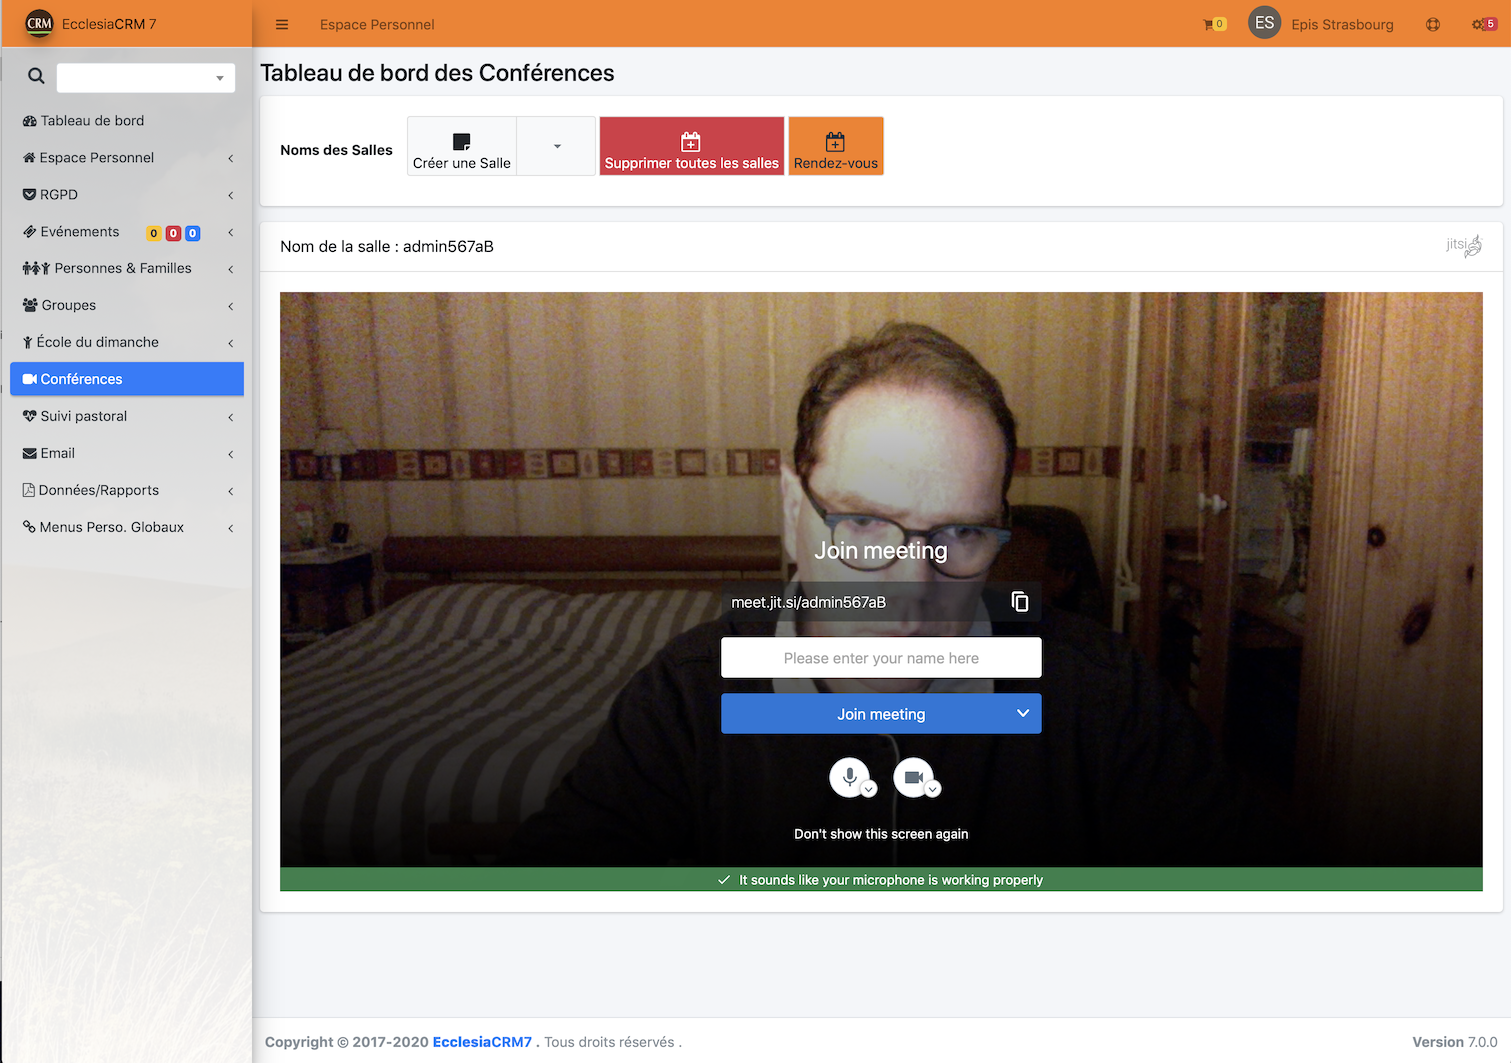 CRM EcclesiaCRM 7
Espace Personnel
0
ES Epis Strasbourg
5
Tableau de bord
Espace Personnel
RGPD
Evénements 0 0 0
Personnes & Familles
Groupes
École du dimanche
Conférences
Suivi pastoral
Email
Données/Rapports
Menus Perso. Globaux
Tableau de bord des Conférences
Noms des Salles
Créer une Salle
Supprimer toutes les salles
Rendez-vous
Nom de la salle : admin567aB
jitsi
Join meeting
meet.jit.si/admin567aB
Please enter your name here
Join meeting
Don't show this screen again
It sounds like your microphone is working properly
Copyright © 2017-2020 EcclesiaCRM7 . Tous droits réservés .
Version 7.0.0